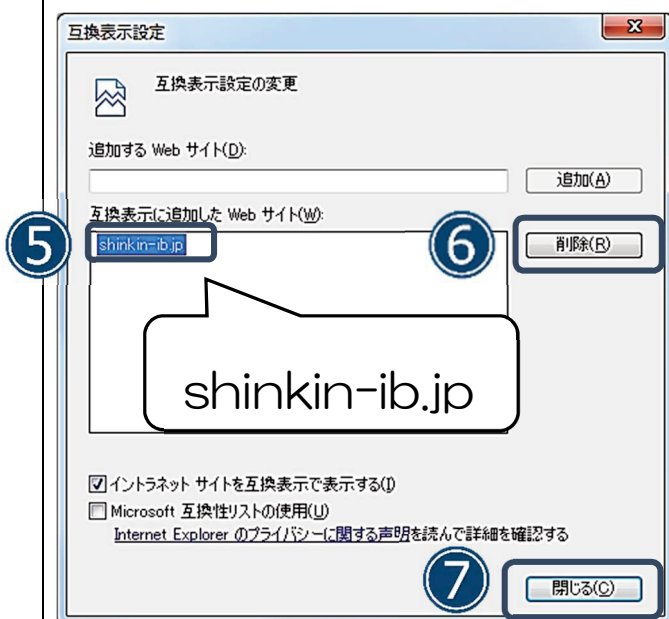 互換表示設定
互換表示設定の変更
追加する Web サイト(D):
追加(A)
互換表示に追加した Web サイト(W):
5
shinkin-ib.jp
6
削除(R)
shinkin-ib.jp
イントラネット サイトを互換表示で表示する(I)
Microsoft 互換性リストの使用(U)
Internet Explorer のプライバシーに関する声明を読んで詳細を確認する
7
閉じる(C)